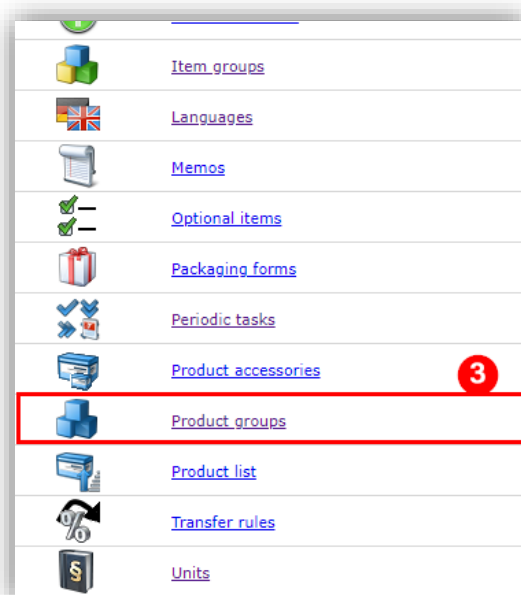 Item groups
Languages
Memos
Optional items
Packaging forms
Periodic tasks
Product accessories
3
Product groups
Product list
Transfer rules
%
§
Units